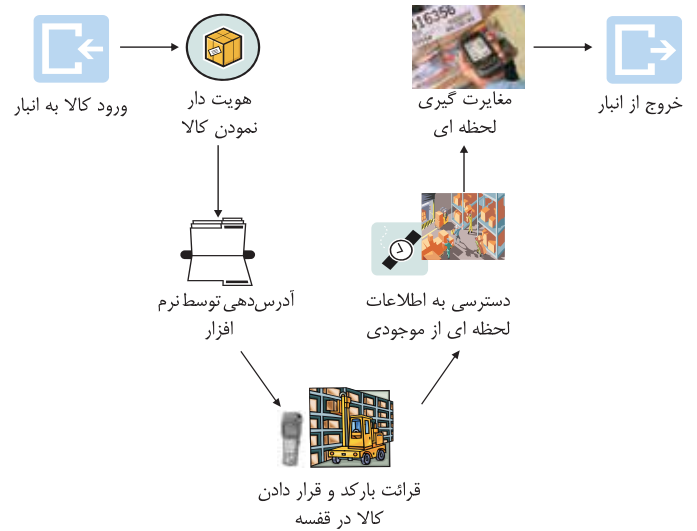 ورود کالا به انبار
هویت دار
نمودن کالا
آدرس‌دهی توسط نرم
افزار
قرائت بارکد و قرار دادن
کالا در قفسه
دسترسی به اطلاعات
لحظه ای از موجودی
مغایرت گیری
لحظه ای
خروج از انبار
416356